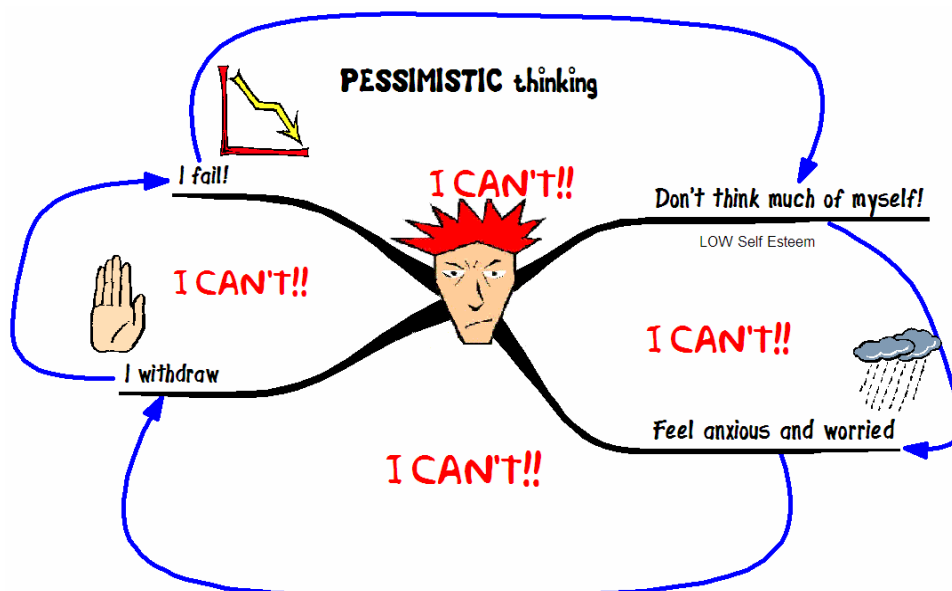 PESSIMISTIC thinking
I fail!
I CAN'T!!
Don't think much of myself!
LOW Self Esteem
I CAN'T!!
I CAN'T!!
I withdraw
Feel anxious and worried
I CAN'T!!